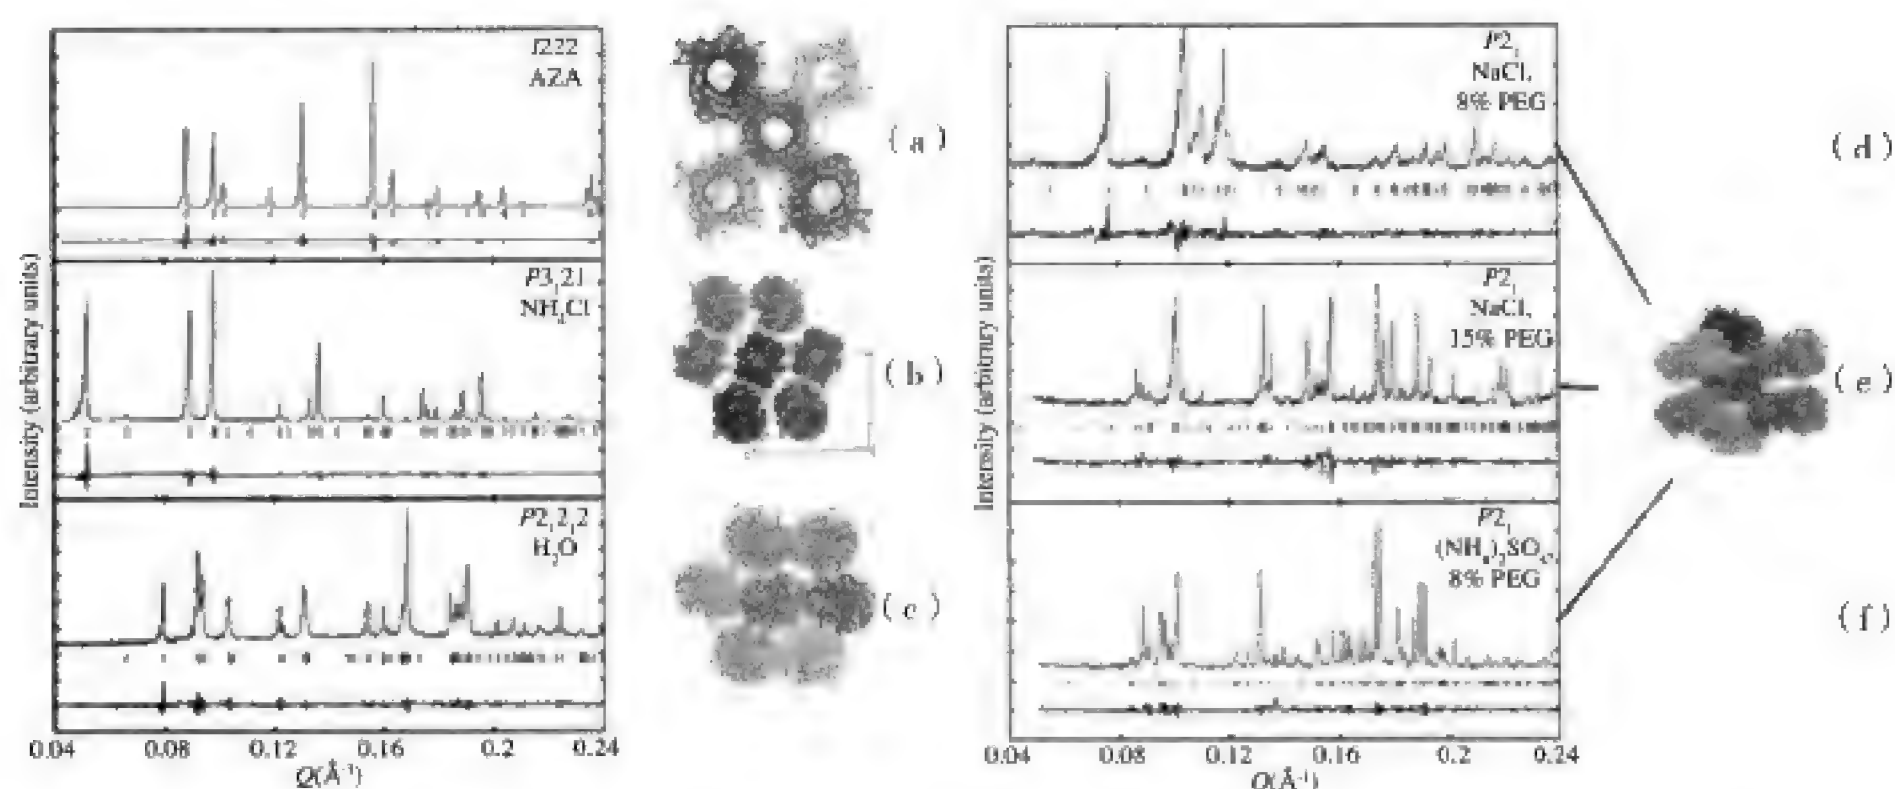 I222
AZA
( a )
P3₁21
NH₄Cl
( b )
P2₁2₁2
H₂O
( c )
Intensity (arbitrary units)
0.04 0.08 0.12 0.16 0.2 0.24
Q(Å⁻¹)
P2₁
NaCl,
8% PEG
( d )
P2₁
NaCl,
15% PEG
( e )
P2₁
(NH₄)₂SO₄,
8% PEG
( f )
Intensity (arbitrary units)
0.04 0.08 0.12 0.16 0.2 0.24
Q(Å⁻¹)